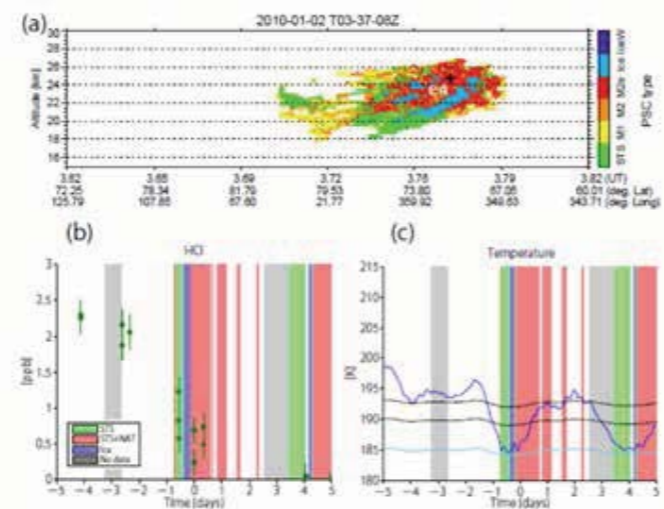 (a)
2010-01-02 T03-37-08Z
Altitude [km]
30
28
26
24
22
20
18
16
STS M1 M2 M2e Ice IceW
PSC type
3.62 3.65 3.69 3.72 3.76 3.79 3.82 (UT)
72.25 78.34 81.79 79.53 73.80 67.06 60.01 (deg. Lat)
125.79 107.85 67.60 21.77 359.92 349.63 343.71 (deg. Long)
(b)
HCl
[ppb]
3
2.5
2
1.5
1
0.5
0
STS
Ice
No data
−5 −4 −3 −2 −1 0 1 2 3 4 5
Time [days]
(c)
Temperature
[K]
215
210
205
200
195
190
185
180
−5 −4 −3 −2 −1 0 1 2 3 4 5
Time [days]